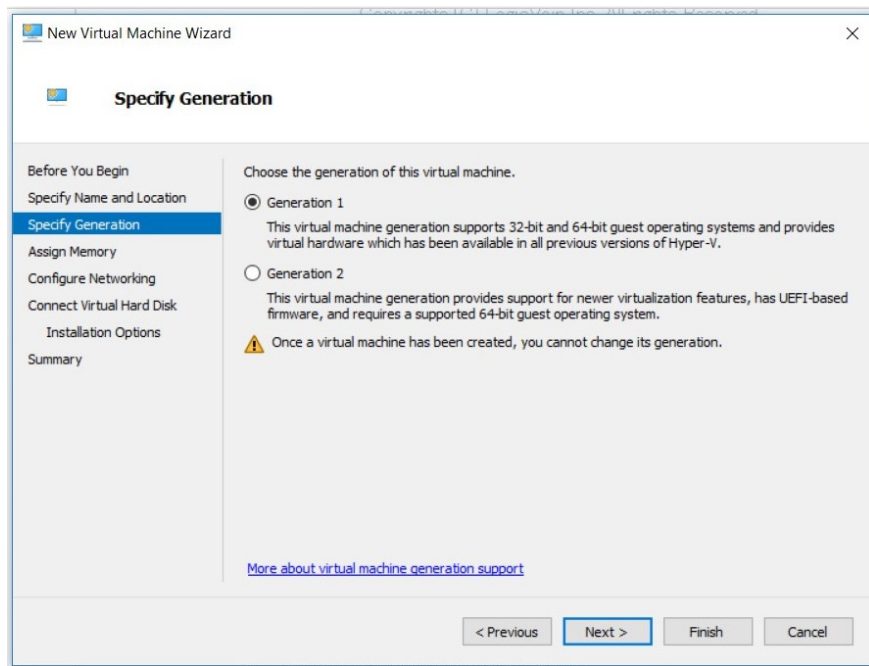 New Virtual Machine Wizard
Specify Generation
Before You Begin
Specify Name and Location
Specify Generation
Assign Memory
Configure Networking
Connect Virtual Hard Disk
Installation Options
Summary
Choose the generation of this virtual machine.
Generation 1
This virtual machine generation supports 32-bit and 64-bit guest operating systems and provides
virtual hardware which has been available in all previous versions of Hyper-V.
Generation 2
This virtual machine generation provides support for newer virtualization features, has UEFI-based
firmware, and requires a supported 64-bit guest operating system.
Once a virtual machine has been created, you cannot change its generation.
More about virtual machine generation support
< Previous
Next >
Finish
Cancel